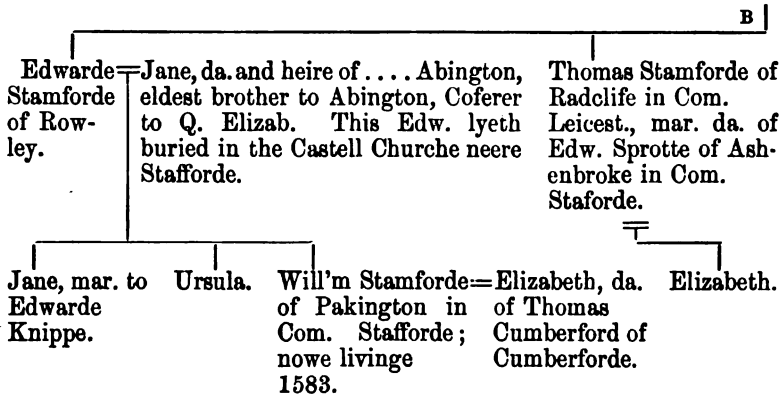 B
Edwarde=Jane, da. and heire of .... Abington,
Stamforde eldest brother to Abington, Coferer
of Row- to Q. Elizab. This Edw. lyeth
ley. buried in the Castell Churche neere
Stafforde.
Thomas Stamforde of
Radclife in Com.
Leicest., mar. da. of
Edw. Sprotte of Ash-
enbroke in Com.
Staforde.
Jane, mar. to
Edwarde
Knippe.
Ursula.
Will'm Stamforde=Elizabeth, da.
of Pakington in of Thomas
Com. Stafforde; Cumberford of
nowe livinge Cumberforde.
1583.
Elizabeth.